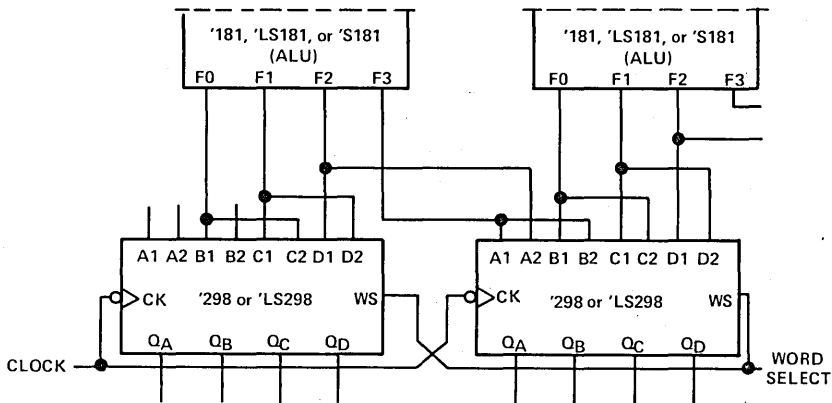 '181, 'LS181, or 'S181 '181, 'LS181, or 'S181
(ALU) (ALU)
F0 F1 F2 F3 F0 F1 F2 F3
A1 A2 B1 B2 C1 C2 D1 D2 A1 A2 B1 B2 C1 C2 D1 D2
CK '298 or 'LS298 WS CK '298 or 'LS298 WS
QA QB QC QD QA QB QC QD
CLOCK WORD
SELECT